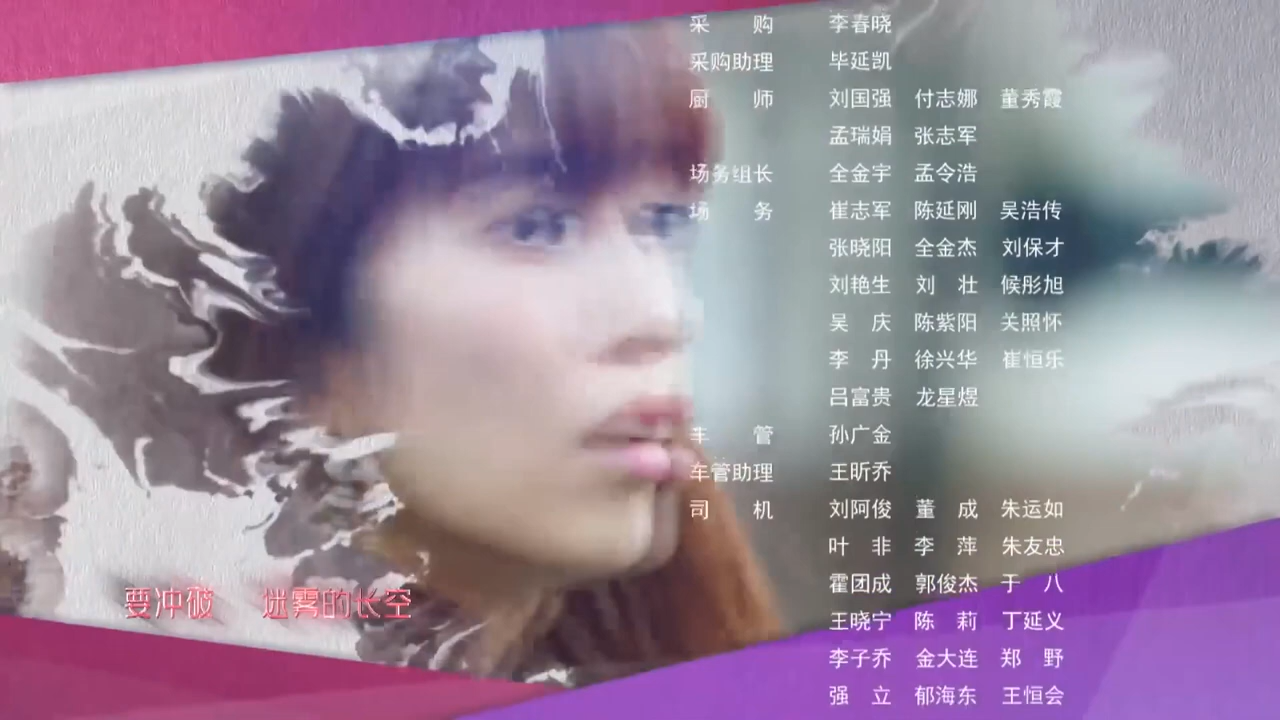 采 购 李春晓
采购助理 毕延凯
厨 师 刘国强 付志娜 董秀霞
孟瑞娟 张志军
场务组长 全金宇 孟令浩
场 务 崔志军 陈延刚 吴浩传
张晓阳 全金杰 刘保才
刘艳生 刘 壮 候彤旭
吴 庆 陈紫阳 关照怀
李 丹 徐兴华 崔恒乐
吕富贵 龙星煜
车 管 孙广金
车管助理 王昕乔
司 机 刘阿俊 董 成 朱运如
叶 非 李 萍 朱友忠
霍团成 郭俊杰 于 八
王晓宁 陈 莉 丁延义
李子乔 金大连 郑 野
强 立 郁海东 王恒会
要冲破 迷雾的长空